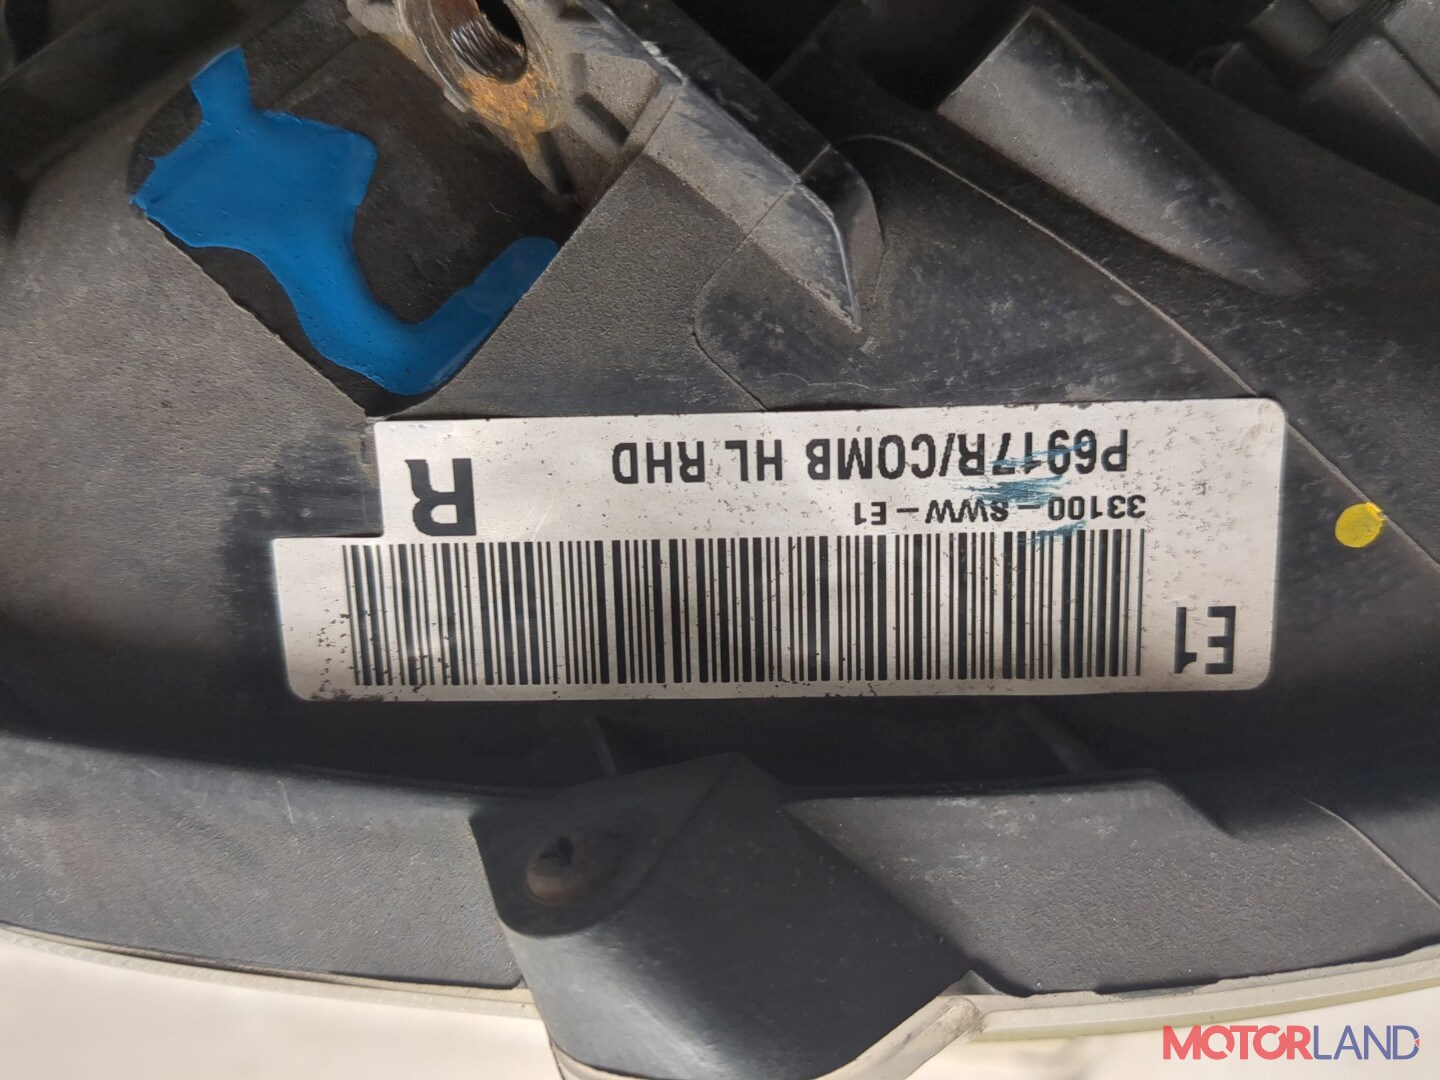 P6917R/COMB HL RHD
R
33100-SWW-E1
E1
MOTORLAND